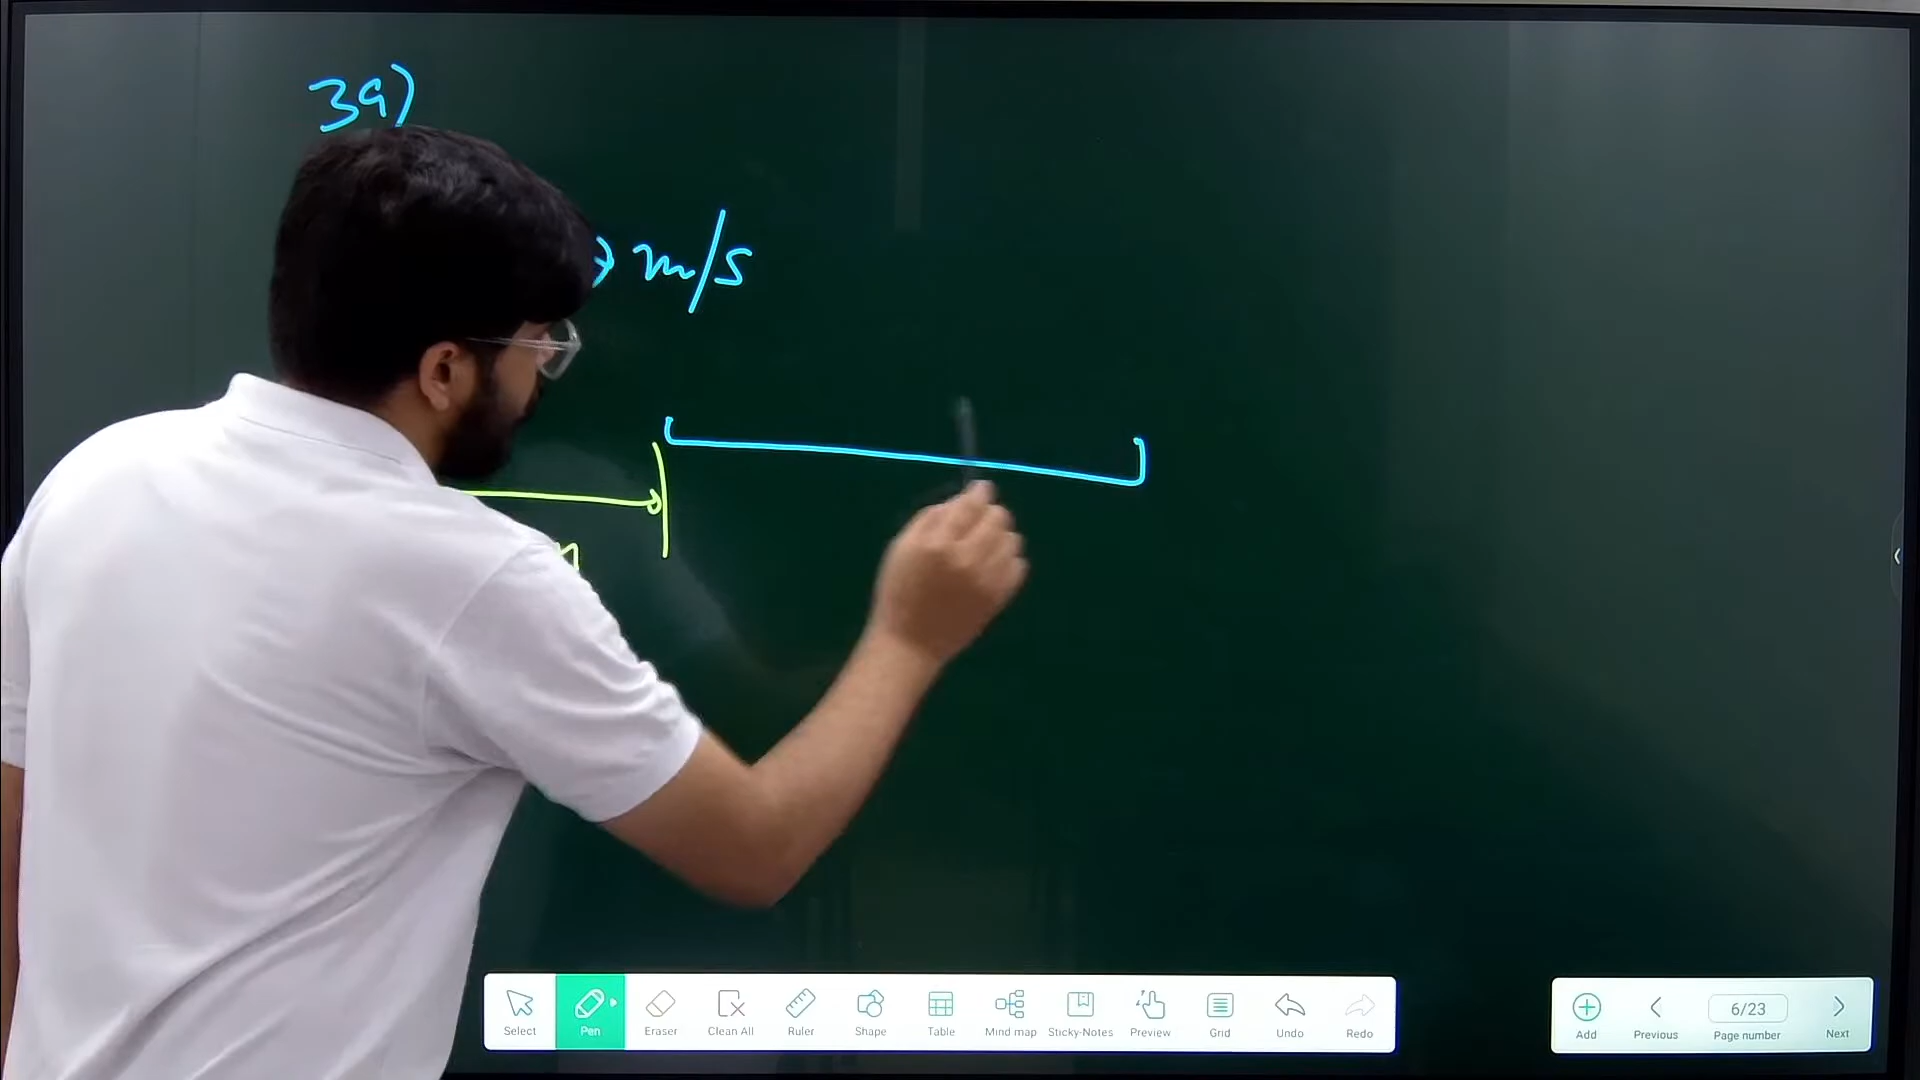 39)
→ m/s
Select Pen Eraser Clean All Ruler Shape Table Mind map Sticky-Notes Preview Grid Undo Redo
6/23
Add Previous Page number Next